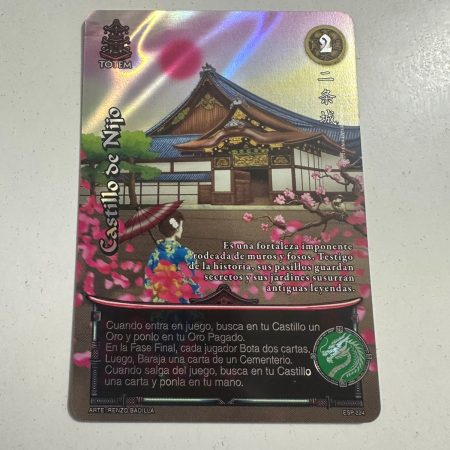 TOTEM
2
Castillo de Nijo
二条城
Es una fortaleza imponente
rodeada de muros y fosos. Testigo
de la historia, sus pasillos guardan
secretos y sus jardines susurran
antiguas leyendas.
Cuando entra en juego, busca en tu Castillo un
Oro y ponlo en tu Oro Pagado.
En la Fase Final, cada jugador Bota dos cartas.
Luego, Baraja una carta de un Cementerio.
Cuando salga del juego, busca en tu Castillo
una carta y ponla en tu mano.
ARTE: RENZO BADILLA
ESP 224